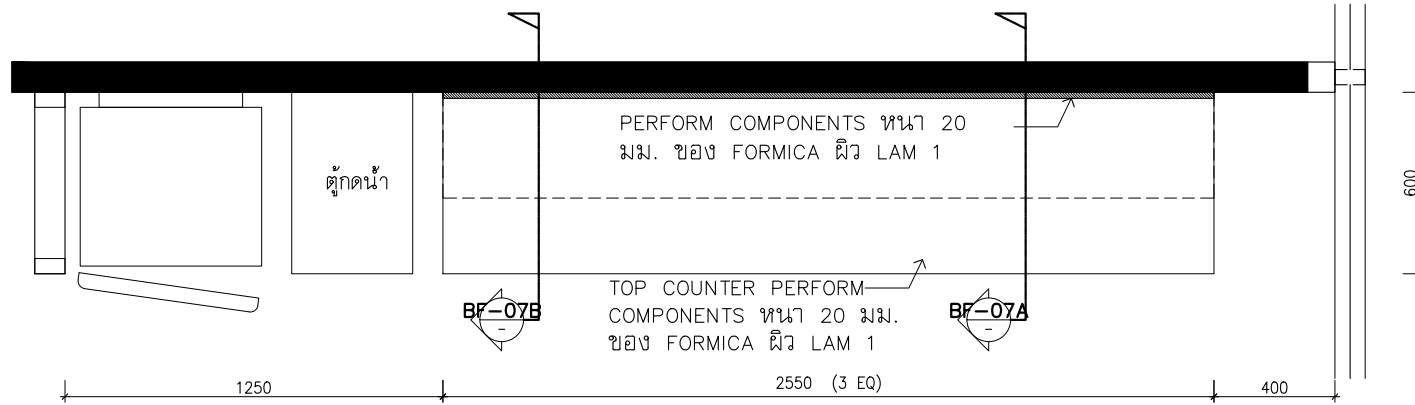 PERFORM COMPONENTS หนา 20
มม. ของ FORMICA ผิว LAM 1
ตู้กดน้ำ
600
TOP COUNTER PERFORM
COMPONENTS หนา 20 มม.
ของ FORMICA ผิว LAM 1
BF-07B
-
BF-07A
-
1250
2550 (3 EQ)
400